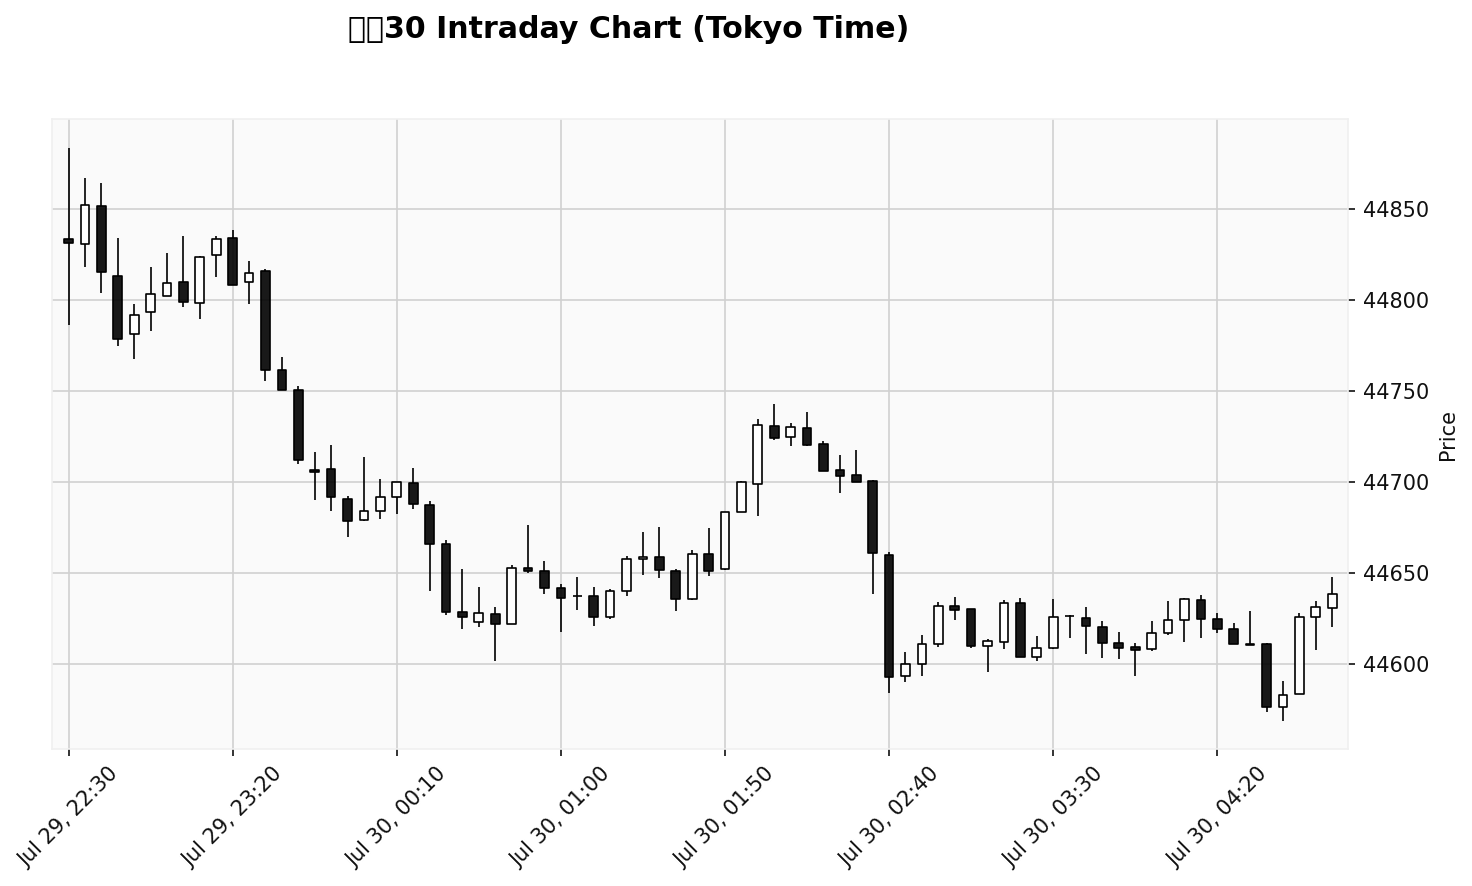 30 Intraday Chart (Tokyo Time)
44850
44800
44750
44700
44650
44600
Price
Jul 29, 22:30
Jul 29, 23:20
Jul 30, 00:10
Jul 30, 01:00
Jul 30, 01:50
Jul 30, 02:40
Jul 30, 03:30
Jul 30, 04:20